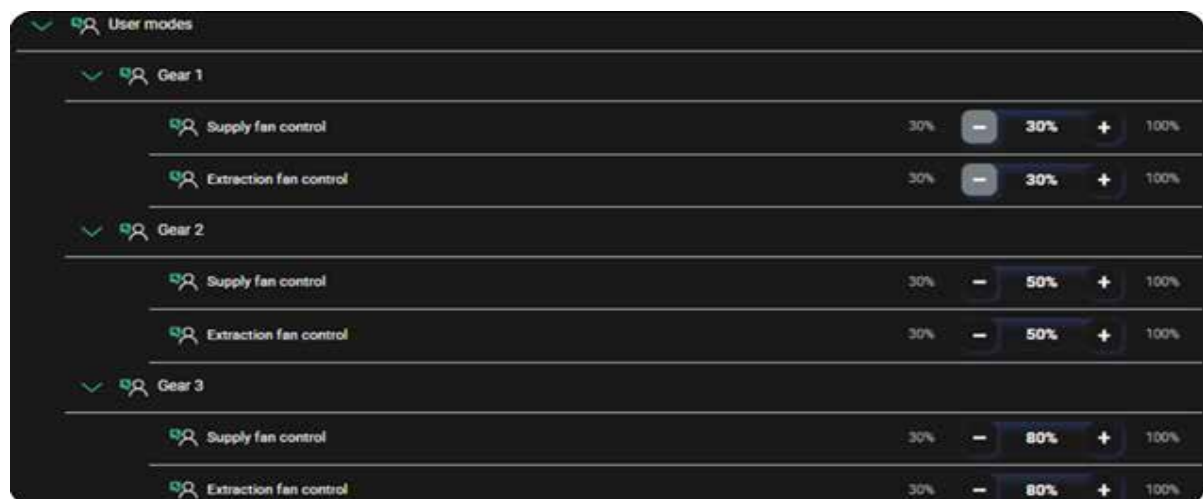 User modes
Gear 1
Supply fan control 30% − 30% + 100%
Extraction fan control 30% − 30% + 100%
Gear 2
Supply fan control 30% − 50% + 100%
Extraction fan control 30% − 50% + 100%
Gear 3
Supply fan control 30% − 80% + 100%
Extraction fan control 30% − 80% + 100%